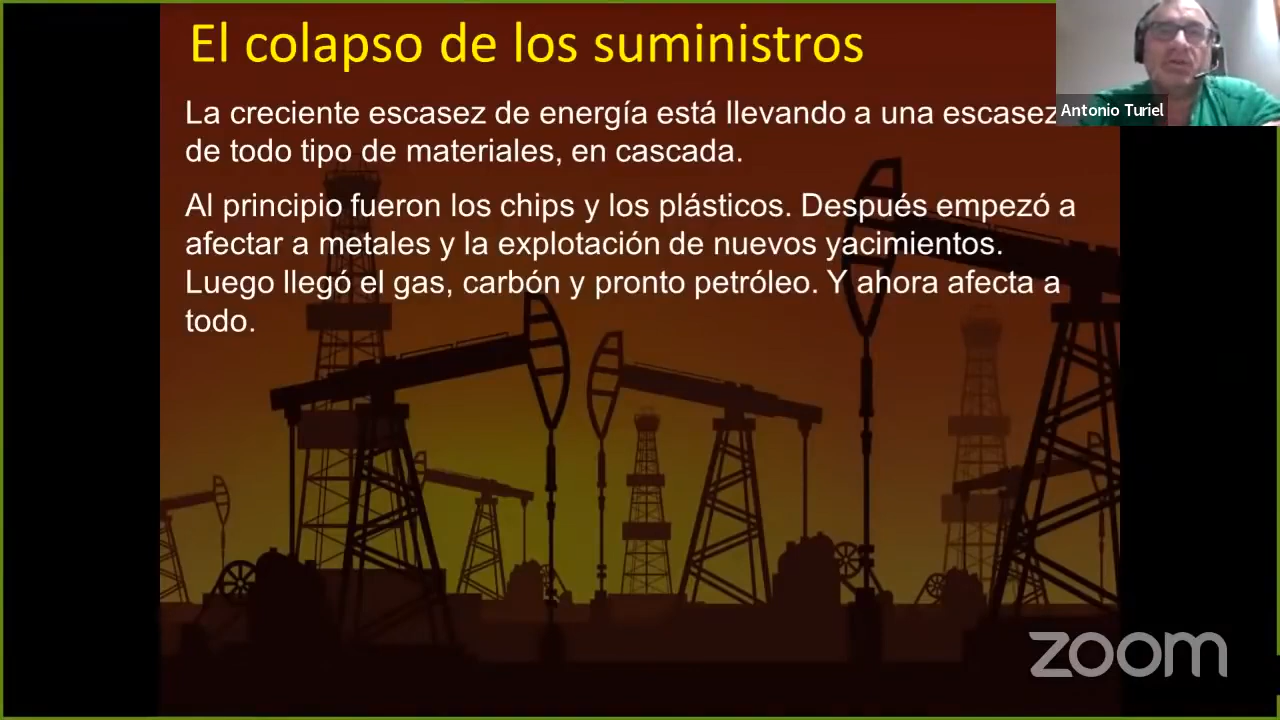 El colapso de los suministros
La creciente escasez de energía está llevando a una escasez
de todo tipo de materiales, en cascada.
Al principio fueron los chips y los plásticos. Después empezó a
afectar a metales y la explotación de nuevos yacimientos.
Luego llegó el gas, carbón y pronto petróleo. Y ahora afecta a
todo.
Antonio Turiel
zoom